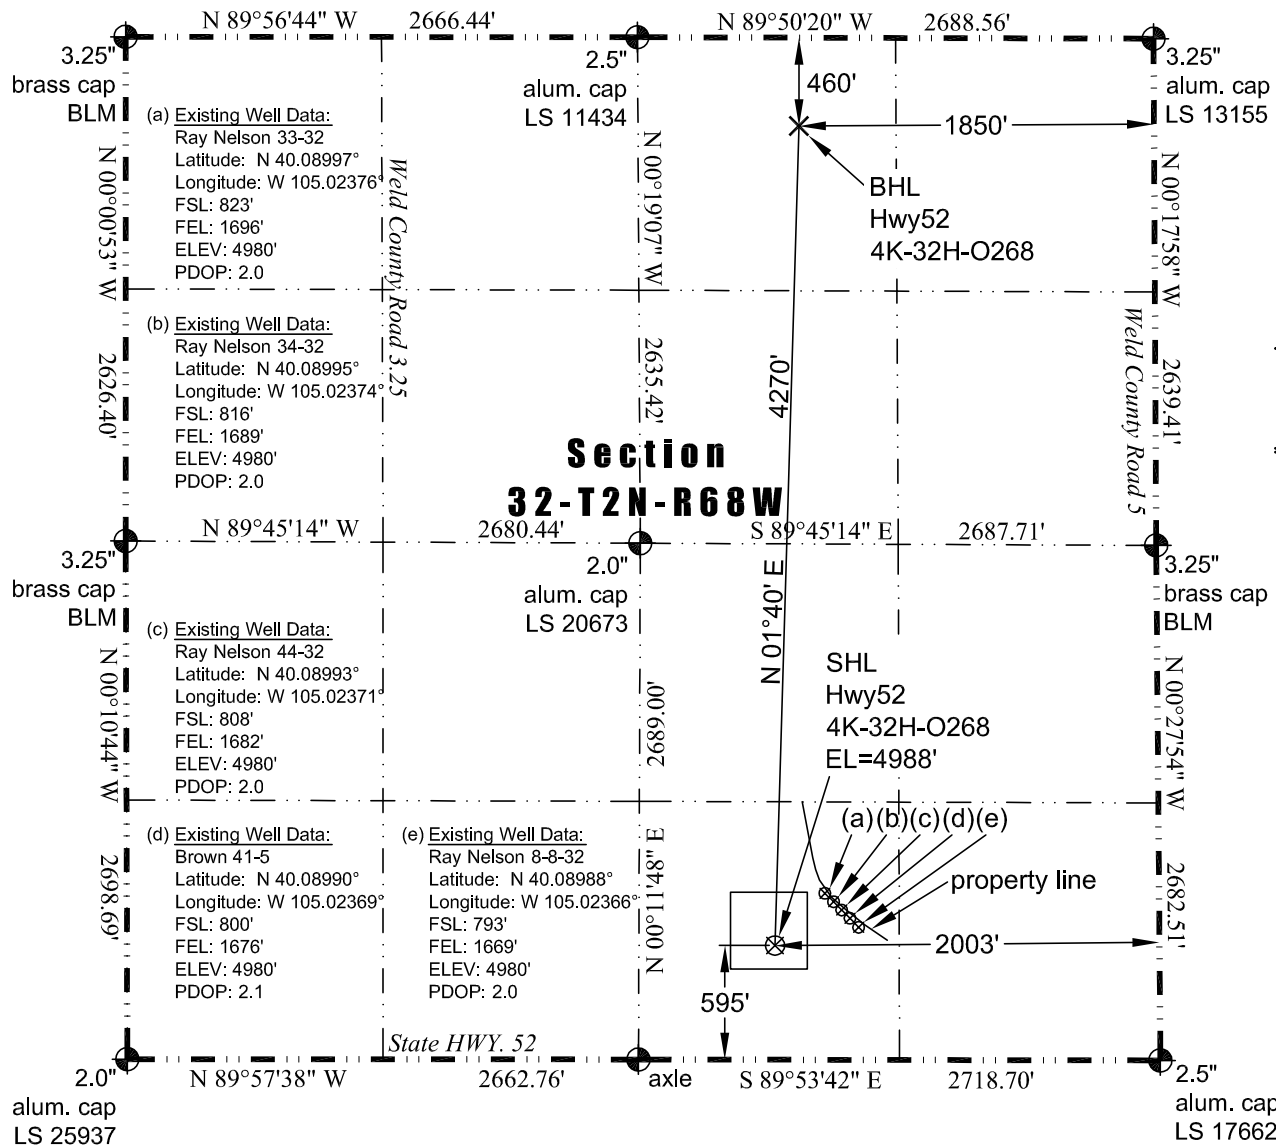 N 89°56'44" W 2666.44' N 89°50'20" W 2688.56'
3.25"
brass cap
BLM
2.5"
alum. cap
LS 11434
3.25"
alum. cap
LS 13155
460'
1850'
BHL
Hwy52
4K-32H-O268
(a) Existing Well Data:
Ray Nelson 33-32
Latitude: N 40.08997°
Longitude: W 105.02376°
FSL: 823'
FEL: 1696'
ELEV: 4980'
PDOP: 2.0
N 00°00'53" W
2626.40'
Weld County Road 3.25
N 00°19'07" W
2635.42'
N 00°17'58" W
2639.41'
Weld County Road 5
(b) Existing Well Data:
Ray Nelson 34-32
Latitude: N 40.08995°
Longitude: W 105.02374°
FSL: 816'
FEL: 1689'
ELEV: 4980'
PDOP: 2.0
4270'
N 01°40' E
Section
32-T2N-R68W
N 89°45'14" W 2680.44' S 89°45'14" E 2687.71'
3.25"
brass cap
BLM
2.0"
alum. cap
LS 20673
3.25"
brass cap
BLM
(c) Existing Well Data:
Ray Nelson 44-32
Latitude: N 40.08993°
Longitude: W 105.02371°
FSL: 808'
FEL: 1682'
ELEV: 4980'
PDOP: 2.0
N 00°10'44" W
2698.69'
2689.00'
N 00°11'48" E
N 00°27'54" W
2682.51'
SHL
Hwy52
4K-32H-O268
EL=4988'
(a)(b)(c)(d)(e)
property line
2003'
595'
(d) Existing Well Data:
Brown 41-5
Latitude: N 40.08990°
Longitude: W 105.02369°
FSL: 800'
FEL: 1676'
ELEV: 4980'
PDOP: 2.1
(e) Existing Well Data:
Ray Nelson 8-8-32
Latitude: N 40.08988°
Longitude: W 105.02366°
FSL: 793'
FEL: 1669'
ELEV: 4980'
PDOP: 2.0
State HWY. 52
N 89°57'38" W 2662.76' axle S 89°53'42" E 2718.70'
2.0"
alum. cap
LS 25937
2.5"
alum. cap
LS 17662